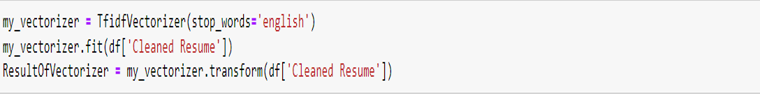 my_vectorizer = TfidfVectorizer(stop_words='english')
my_vectorizer.fit(df['Cleaned Resume'])
ResultOfVectorizer = my_vectorizer.transform(df['Cleaned Resume'])